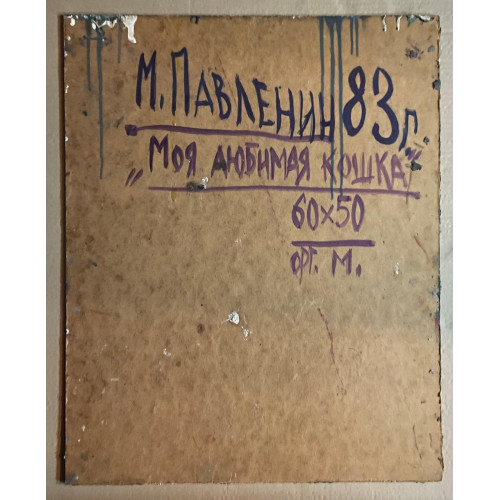 М. ПАВЛЕНИН 83 г.
„МОЯ ЛЮБИМАЯ КОШКА”
60×50
орг. М.